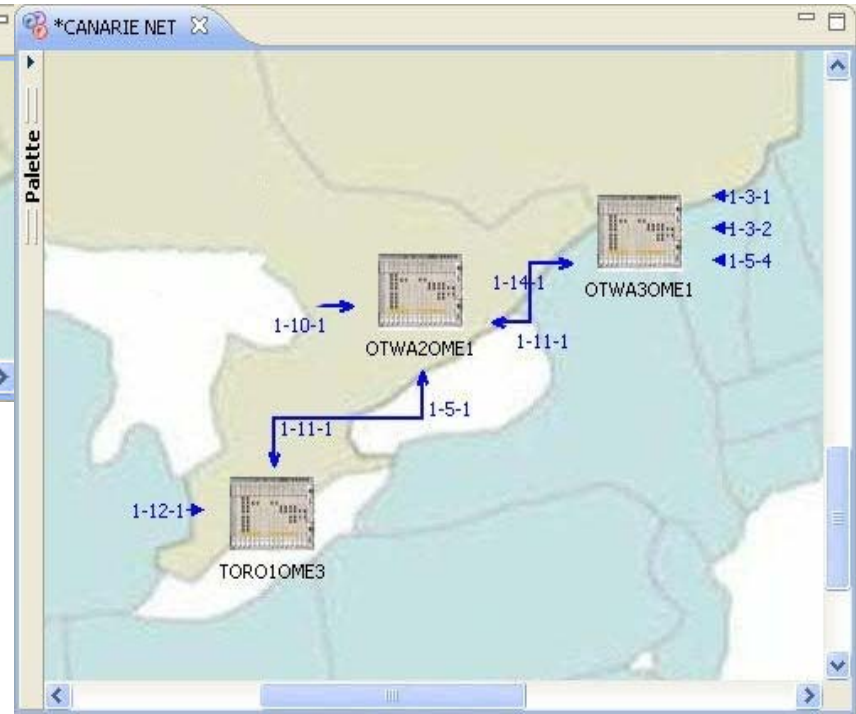 *CANARIE NET
Palette
1-3-1
1-3-2
1-5-4
1-14-1
OTWA3OME1
1-10-1
OTWA2OME1
1-11-1
1-5-1
1-11-1
1-12-1
TORO1OME3